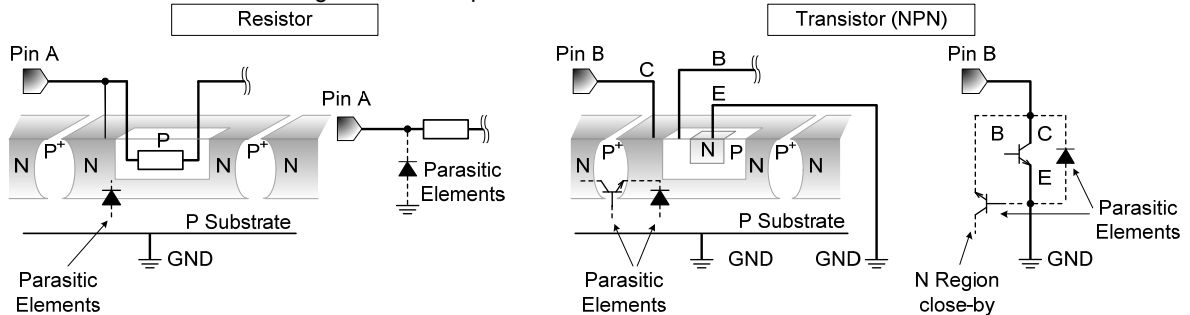 Resistor
Transistor (NPN)
Pin A
Pin B
C
B
E
Pin B
Pin A
N
P+
N
P
N
P+
N
Parasitic
Elements
P Substrate
GND
Parasitic
Elements
N
P+
N
P
N
P+
N
P Substrate
GND
GND
Parasitic
Elements
B
C
E
Parasitic
Elements
GND
N Region
close-by